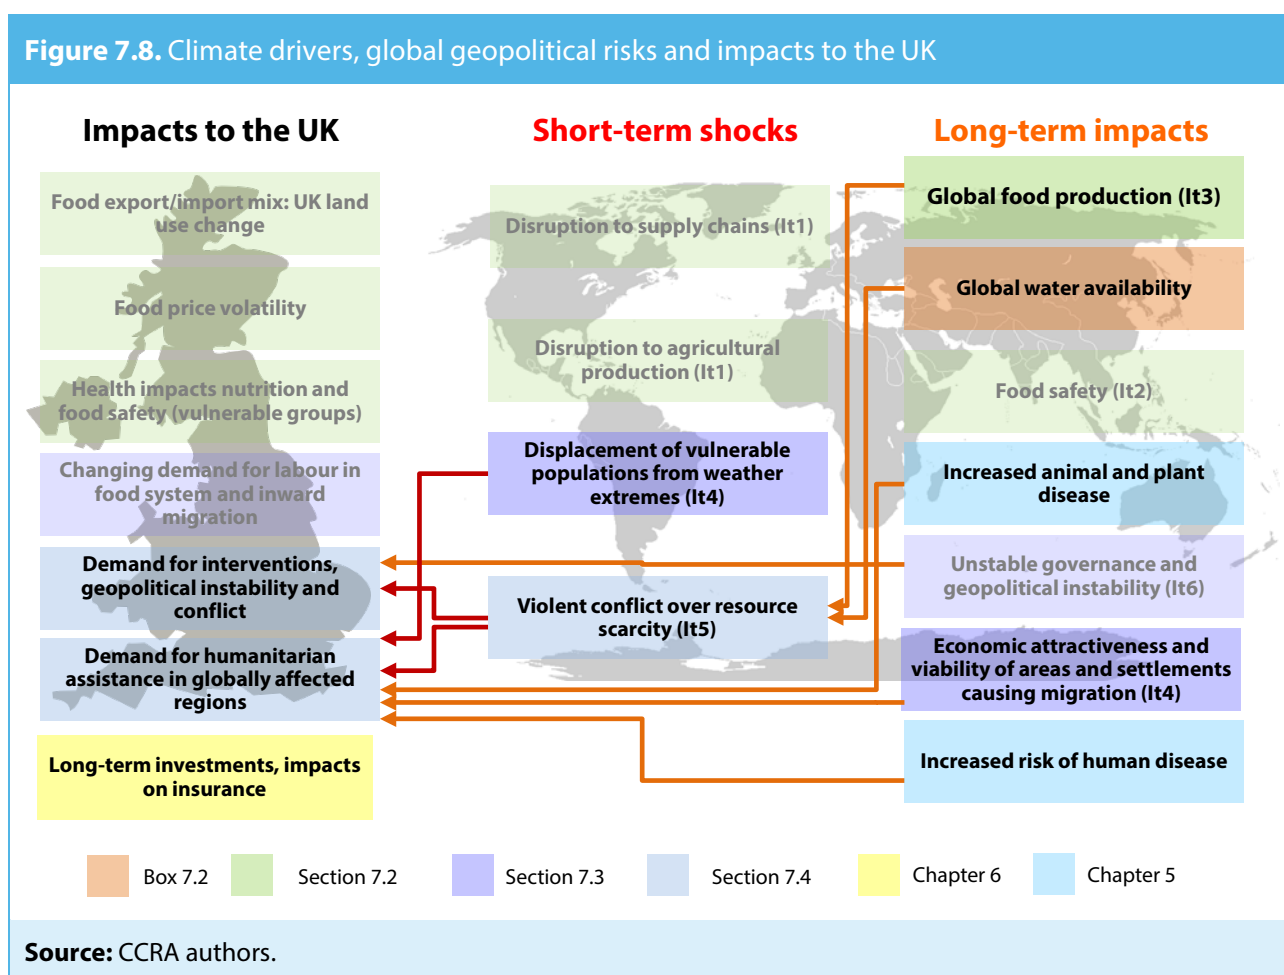 Figure 7.8. Climate drivers, global geopolitical risks and impacts to the UK
Impacts to the UK
Food export/import mix: UK land
use change
Food price volatility
Health impacts nutrition and
food safety (vulnerable groups)
Changing demand for labour in
food system and inward
migration
Demand for interventions,
geopolitical instability and
conflict
Demand for humanitarian
assistance in globally affected
regions
Long-term investments, impacts
on insurance
Short-term shocks
Disruption to supply chains (It1)
Disruption to agricultural
production (It1)
Displacement of vulnerable
populations from weather
extremes (It4)
Violent conflict over resource
scarcity (It5)
Long-term impacts
Global food production (It3)
Global water availability
Food safety (It2)
Increased animal and plant
disease
Unstable governance and
geopolitical instability (It6)
Economic attractiveness and
viability of areas and settlements
causing migration (It4)
Increased risk of human disease
Box 7.2
Section 7.2
Section 7.3
Section 7.4
Chapter 6
Chapter 5
Source: CCRA authors.